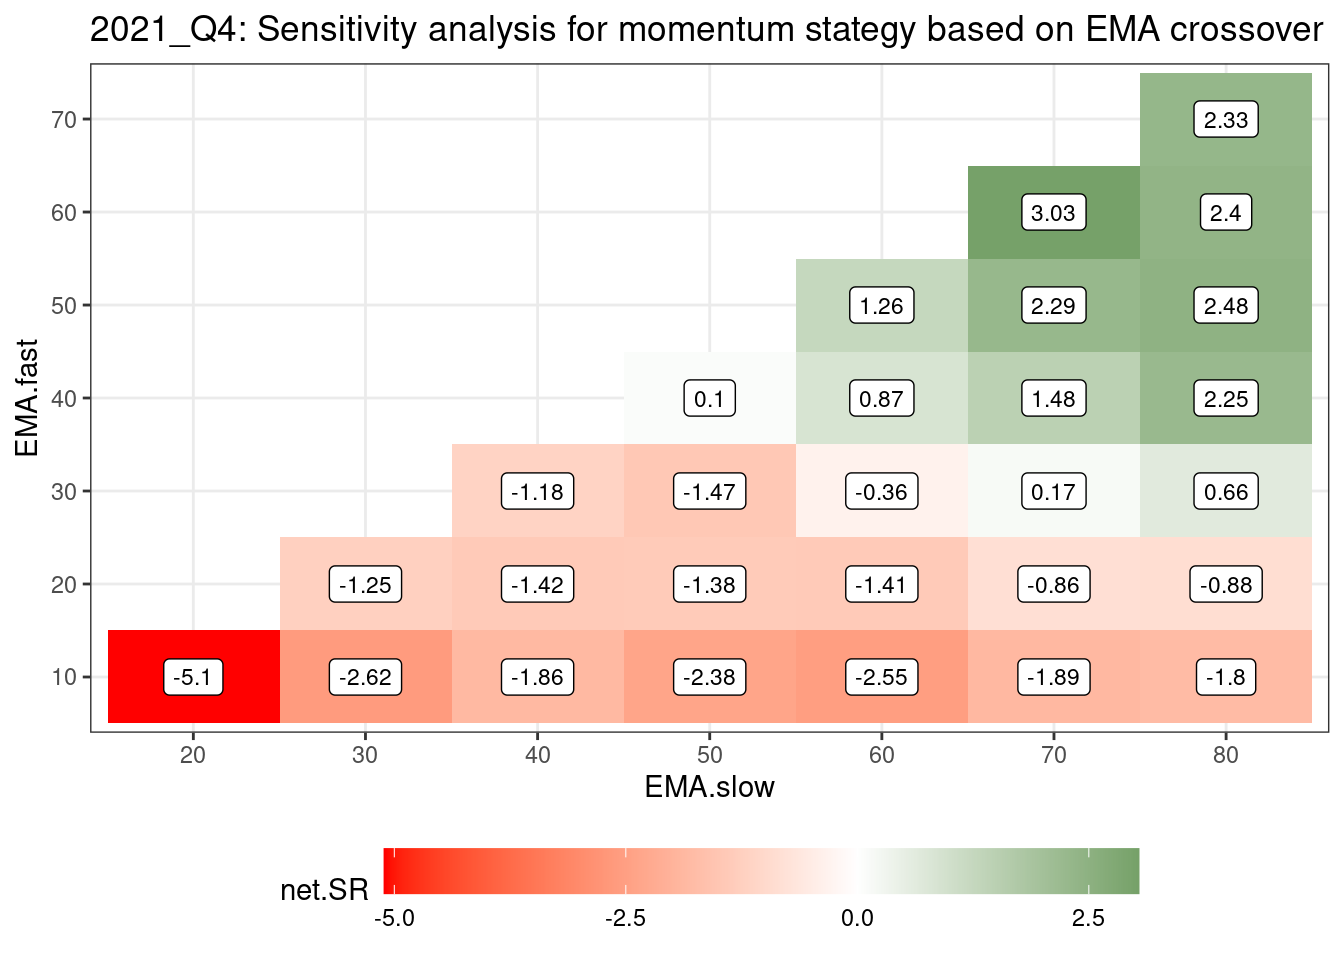 2021_Q4: Sensitivity analysis for momentum stategy based on EMA crossover
EMA.fast
70
2.33
60
3.03 2.4
50
1.26 2.29 2.48
40
0.1 0.87 1.48 2.25
30
-1.18 -1.47 -0.36 0.17 0.66
20
-1.25 -1.42 -1.38 -1.41 -0.86 -0.88
10
-5.1 -2.62 -1.86 -2.38 -2.55 -1.89 -1.8
20 30 40 50 60 70 80
EMA.slow
net.SR
-5.0 -2.5 0.0 2.5